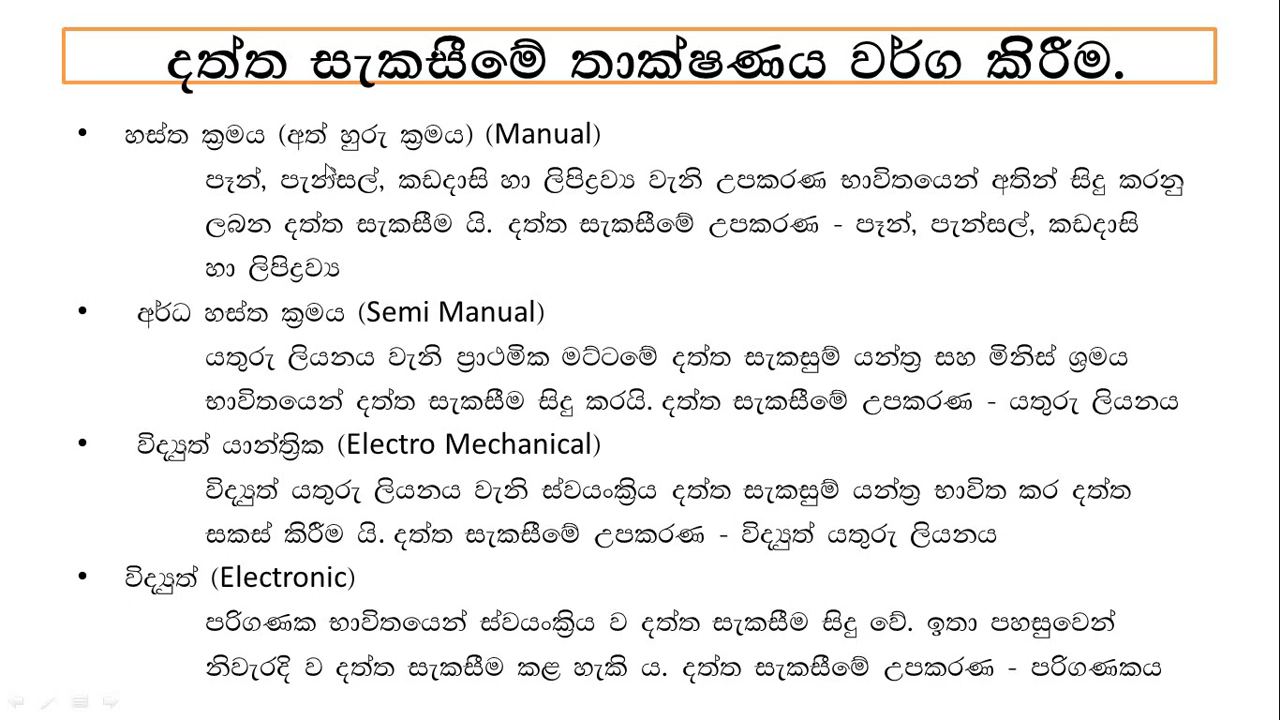 දත්ත සැකසීමේ තාක්ෂණය වර්ග කිරීම.
• හස්ත ක්‍රමය (අත් හුරු ක්‍රමය) (Manual)
පෑන්, පැන්සල්, කඩදාසි හා ලිපිද්‍රව්‍ය වැනි උපකරණ භාවිතයෙන් අතින් සිදු කරනු
ලබන දත්ත සැකසීම යි. දත්ත සැකසීමේ උපකරණ - පෑන්, පැන්සල්, කඩදාසි
හා ලිපිද්‍රව්‍ය
• අර්ධ හස්ත ක්‍රමය (Semi Manual)
යතුරු ලියනය වැනි ප්‍රාථමික මට්ටමේ දත්ත සැකසුම් යන්ත්‍ර සහ මිනිස් ශ්‍රමය
භාවිතයෙන් දත්ත සැකසීම සිදු කරයි. දත්ත සැකසීමේ උපකරණ - යතුරු ලියනය
• විද්‍යුත් යාන්ත්‍රික (Electro Mechanical)
විද්‍යුත් යතුරු ලියනය වැනි ස්වයංක්‍රිය දත්ත සැකසුම් යන්ත්‍ර භාවිත කර දත්ත
සකස් කිරීම යි. දත්ත සැකසීමේ උපකරණ - විද්‍යුත් යතුරු ලියනය
• විද්‍යුත් (Electronic)
පරිගණක භාවිතයෙන් ස්වයංක්‍රිය ව දත්ත සැකසීම සිදු වේ. ඉතා පහසුවෙන්
නිවැරදි ව දත්ත සැකසීම කළ හැකි ය. දත්ත සැකසීමේ උපකරණ - පරිගණකය